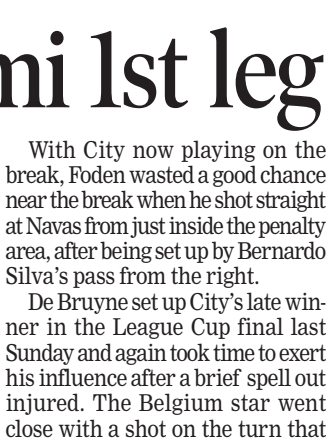 mi 1st leg
With City now playing on the
break, Foden wasted a good chance
near the break when he shot straight
at Navas from just inside the penalty
area, after being set up by Bernardo
Silva's pass from the right.
De Bruyne set up City's late win-
ner in the League Cup final last
Sunday and again took time to exert
his influence after a brief spell out
injured. The Belgium star went
close with a shot on the turn that